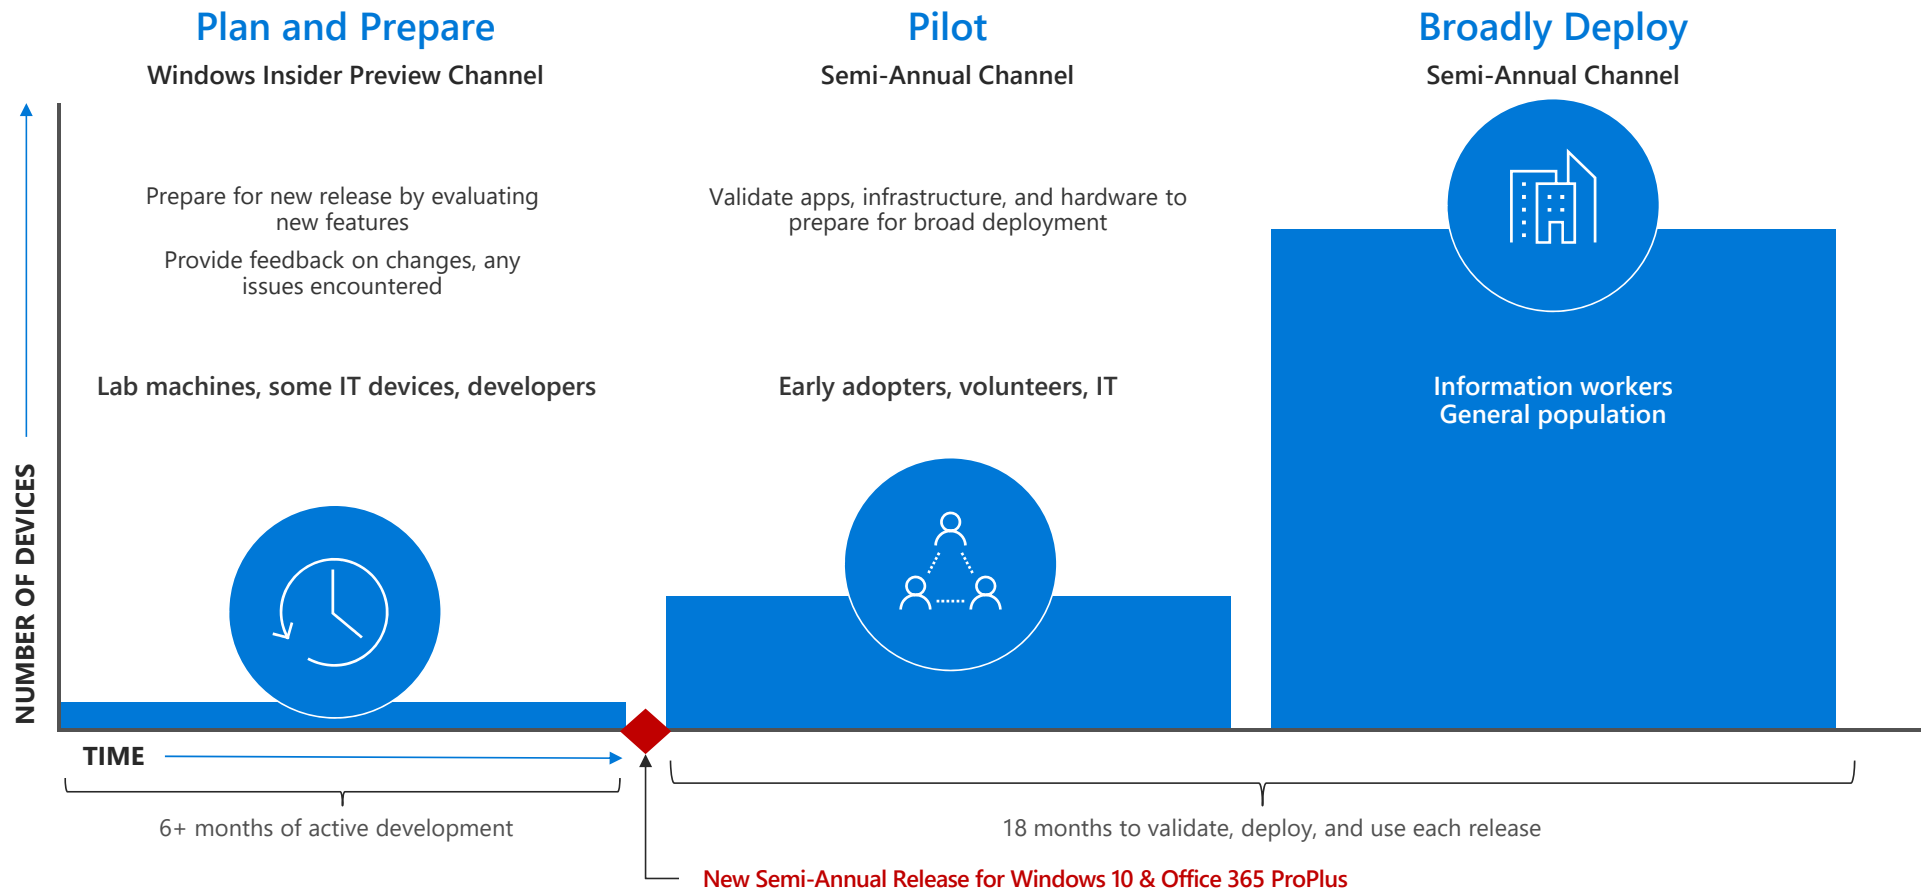 Plan and Prepare
Windows Insider Preview Channel
Prepare for new release by evaluating
new features
Provide feedback on changes, any
issues encountered
Lab machines, some IT devices, developers
Pilot
Semi-Annual Channel
Validate apps, infrastructure, and hardware to
prepare for broad deployment
Early adopters, volunteers, IT
Broadly Deploy
Semi-Annual Channel
Information workers
General population
NUMBER OF DEVICES
TIME
6+ months of active development
18 months to validate, deploy, and use each release
New Semi-Annual Release for Windows 10 & Office 365 ProPlus